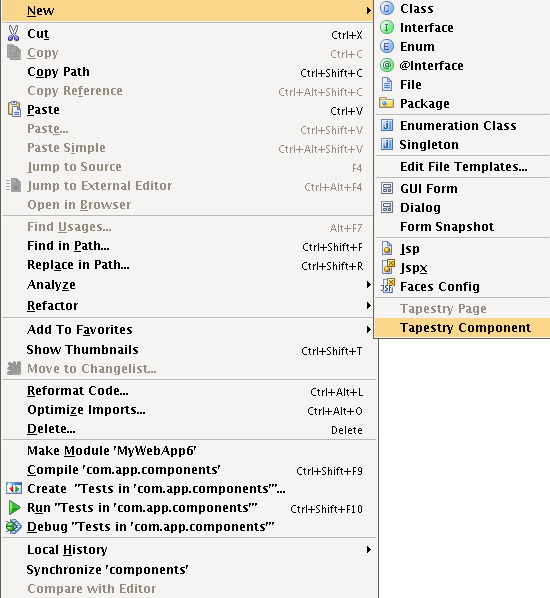 New
Cut Ctrl+X
Copy Ctrl+C
Copy Path Ctrl+Shift+C
Copy Reference Ctrl+Alt+Shift+C
Paste Ctrl+V
Paste... Ctrl+Shift+V
Paste Simple Ctrl+Alt+Shift+V
Jump to Source F4
Jump to External Editor Ctrl+Alt+F4
Open in Browser
Find Usages... Alt+F7
Find in Path... Ctrl+Shift+F
Replace in Path... Ctrl+Shift+R
Analyze
Refactor
Add To Favorites
Show Thumbnails Ctrl+Shift+T
Move to Changelist...
Reformat Code... Ctrl+Alt+L
Optimize Imports... Ctrl+Alt+O
Delete... Delete
Make Module 'MyWebApp6'
Compile 'com.app.components' Ctrl+Shift+F9
Create "Tests in 'com.app.components'"...
Run "Tests in 'com.app.components'" Ctrl+Shift+F10
Debug "Tests in 'com.app.components'"
Local History
Synchronize 'components'
Compare with Editor
Class
Interface
Enum
@Interface
File
Package
Enumeration Class
Singleton
Edit File Templates...
GUI Form
Dialog
Form Snapshot
Jsp
Jspx
Faces Config
Tapestry Page
Tapestry Component